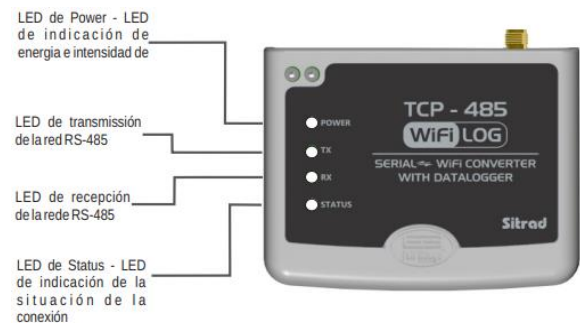 LED de Power - LED
de indicación de
energia e intensidad de
LED de transmissión
de la red RS-485
LED de recepción
de la rede RS-485
LED de Status - LED
de indicación de la
situación de la
conexión
POWER
TX
RX
STATUS
TCP - 485
WiFi LOG
SERIAL WiFi CONVERTER
WITH DATALOGGER
Sitrad